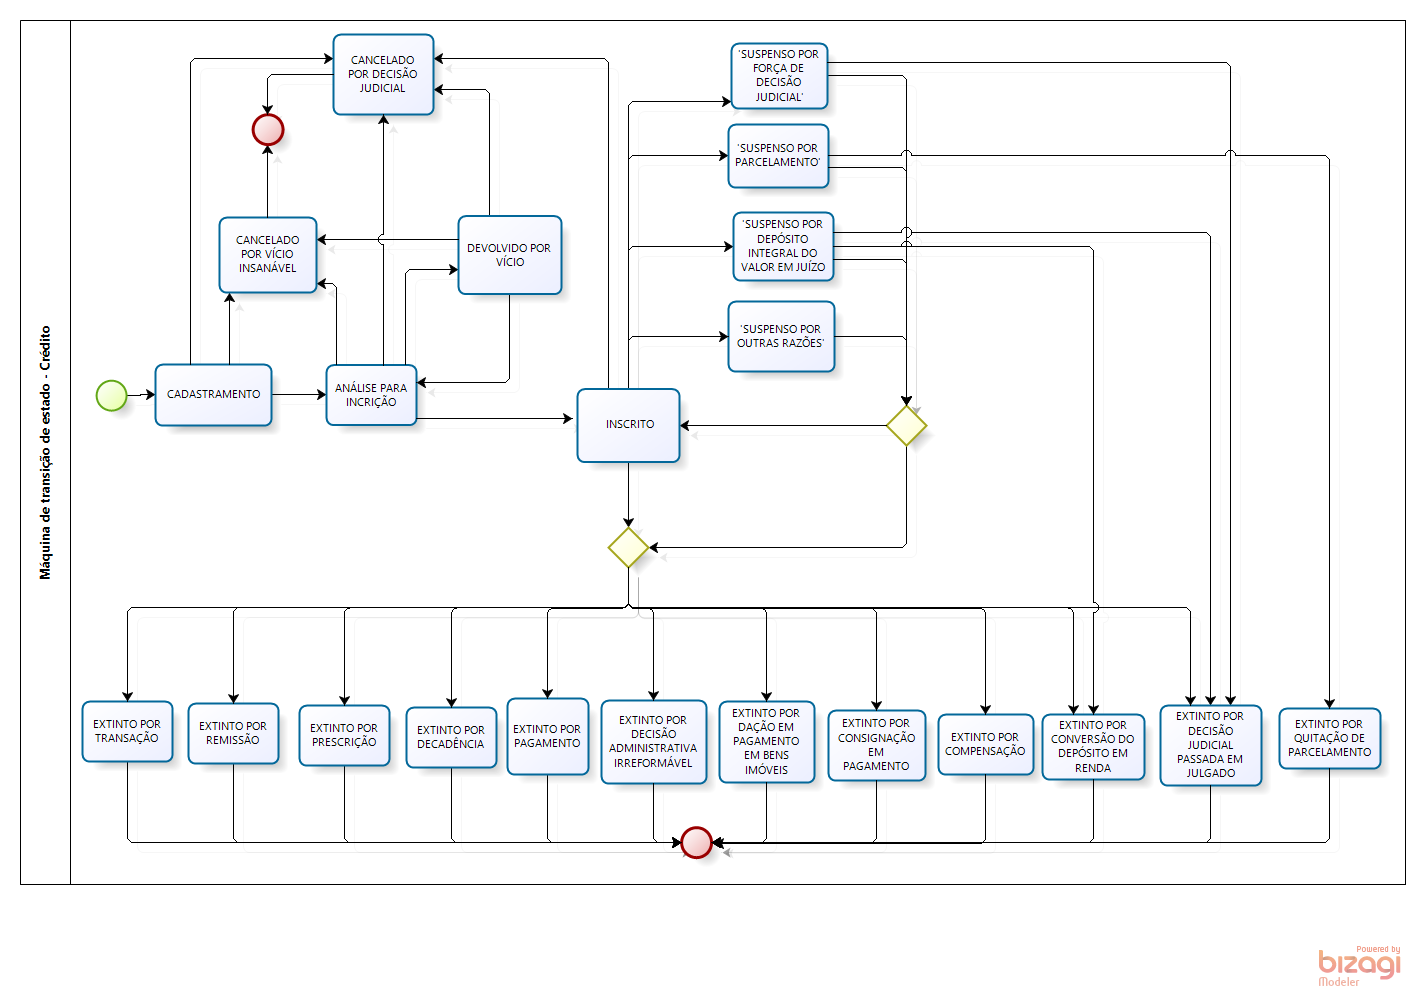 Máquina de transição de estado - Crédito
CANCELADO
POR DECISÃO
JUDICIAL
'SUSPENSO POR
FORÇA DE
DECISÃO
JUDICIAL'
'SUSPENSO POR
PARCELAMENTO'
CANCELADO
POR VÍCIO
INSANÁVEL
DEVOLVIDO POR
VÍCIO
'SUSPENSO POR
DEPÓSITO
INTEGRAL DO
VALOR EM JUÍZO
'SUSPENSO POR
OUTRAS RAZÕES'
CADASTRAMENTO
ANÁLISE PARA
INCRIÇÃO
INSCRITO
EXTINTO POR
TRANSAÇÃO
EXTINTO POR
REMISSÃO
EXTINTO POR
PRESCRIÇÃO
EXTINTO POR
DECADÊNCIA
EXTINTO POR
PAGAMENTO
EXTINTO POR
DECISÃO
ADMINISTRATIVA
IRREFORMÁVEL
EXTINTO POR
DAÇÃO EM
PAGAMENTO
EM BENS
IMÓVEIS
EXTINTO POR
CONSIGNAÇÃO
EM
PAGAMENTO
EXTINTO POR
COMPENSAÇÃO
EXTINTO POR
CONVERSÃO DO
DEPÓSITO EM
RENDA
EXTINTO POR
DECISÃO
JUDICIAL
PASSADA EM
JULGADO
EXTINTO POR
QUITAÇÃO DE
PARCELAMENTO
Powered by
bizagi
Modeler